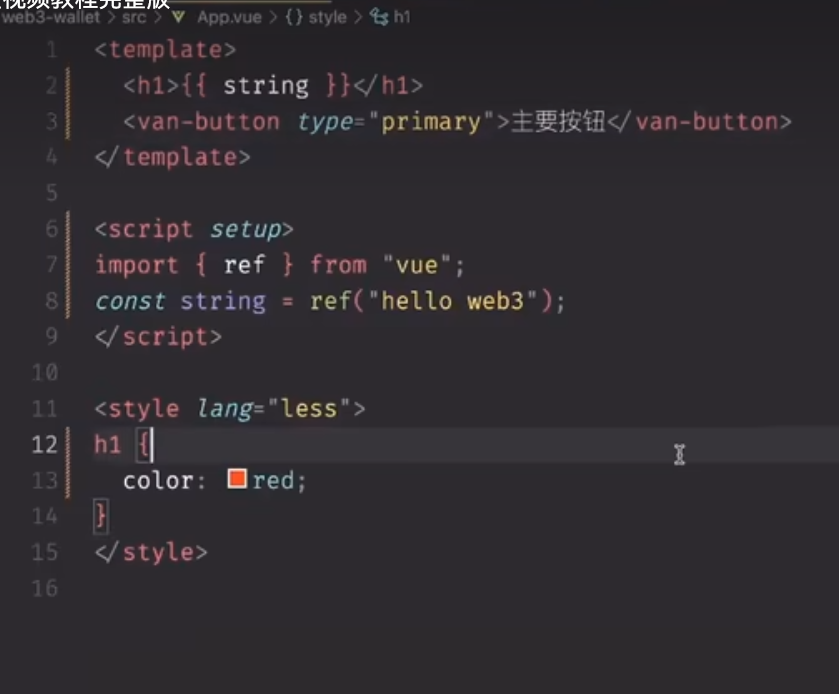 视频教程完整版
web3-wallet > src > App.vue > {} style > h1
1 <template>
2 <h1>{{ string }}</h1>
3 <van-button type="primary">主要按钮</van-button>
4 </template>
5
6 <script setup>
7 import { ref } from "vue";
8 const string = ref("hello web3");
9 </script>
10
11 <style lang="less">
12 h1 {
13 color: red;
14 }
15 </style>
16